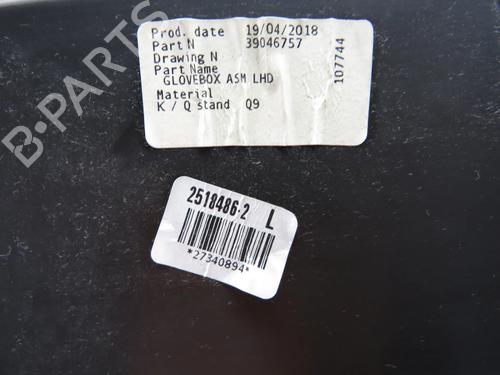 Prod. date 19/04/2018
Part N 39046757
Drawing N
Part Name
GLOVEBOX ASM LHD
Material
K / Q stand Q9
107744
2518486-2 L
*27340894*
B-PARTS